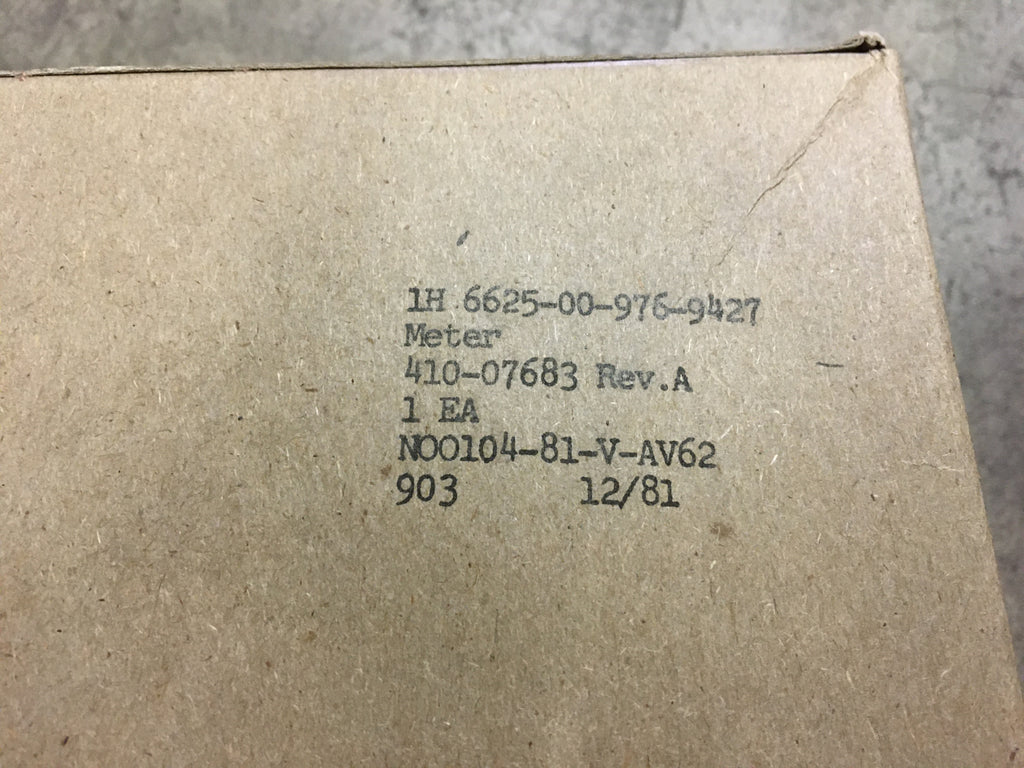 1H 6625-00-976-9427
Meter
410-07683 Rev.A
1 EA
N00104-81-V-AV62
903 12/81